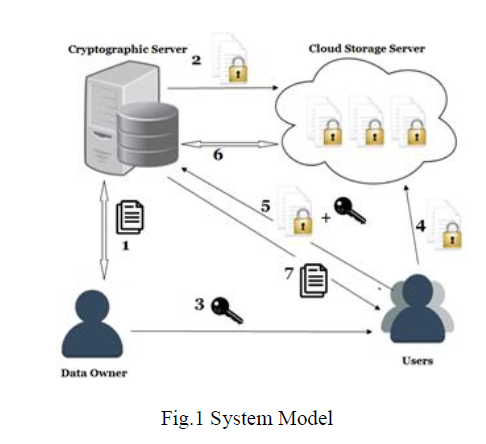 Cryptographic Server
2
Cloud Storage Server
6
5
+
4
1
7
3
Users
Data Owner
Fig.1 System Model